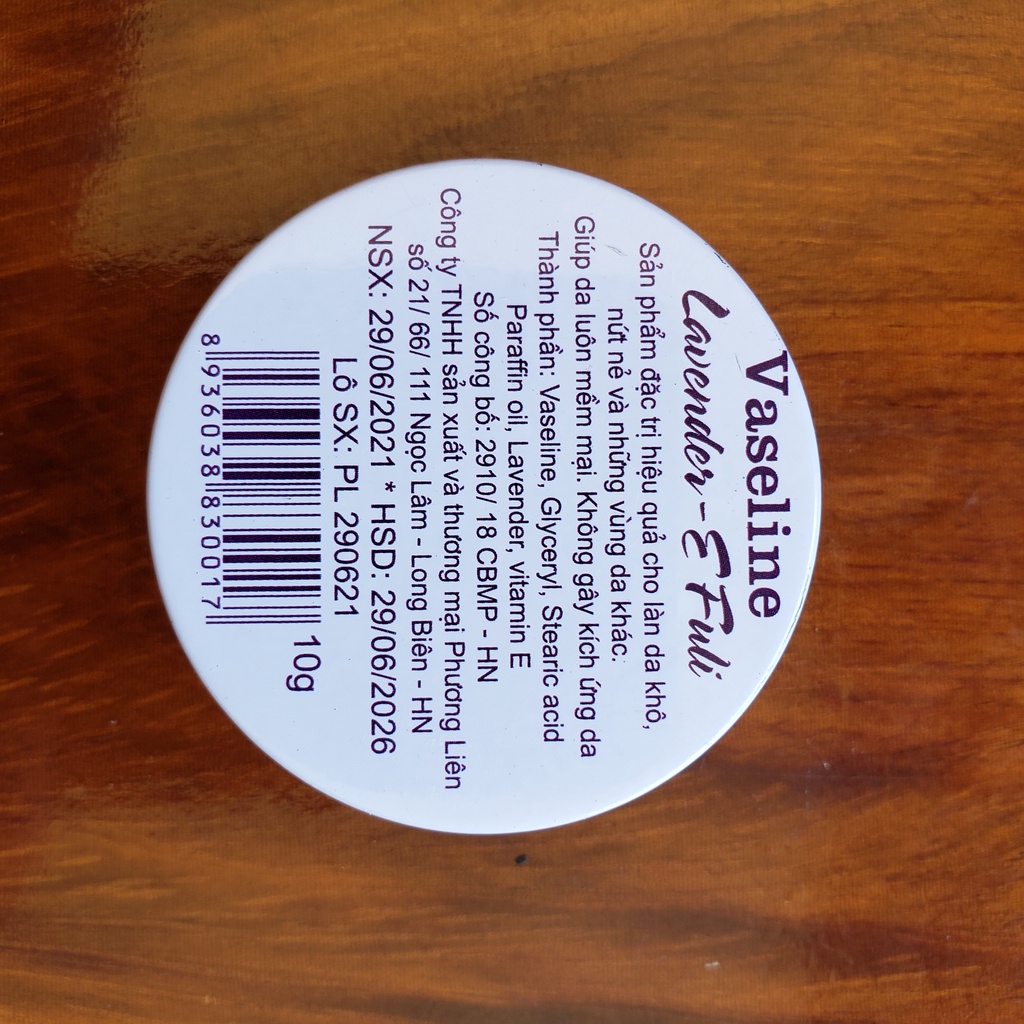 Vaseline
Lavender - E Fuli
Sản phẩm đặc trị hiệu quả cho làn da khô,
nứt nẻ và những vùng da khác.
Giúp da luôn mềm mại. Không gây kích ứng da
Thành phần: Vaseline, Glyceryl, Stearic acid
Paraffin oil, Lavender, vitamin E
Số công bố: 2910/ 18 CBMP - HN
Công ty TNHH sản xuất và thương mại Phương Liên
số 21/ 66/ 111 Ngọc Lâm - Long Biên - HN
NSX: 29/06/2021 * HSD: 29/06/2026
Lô SX: PL 290621
10g
8 936038 830017